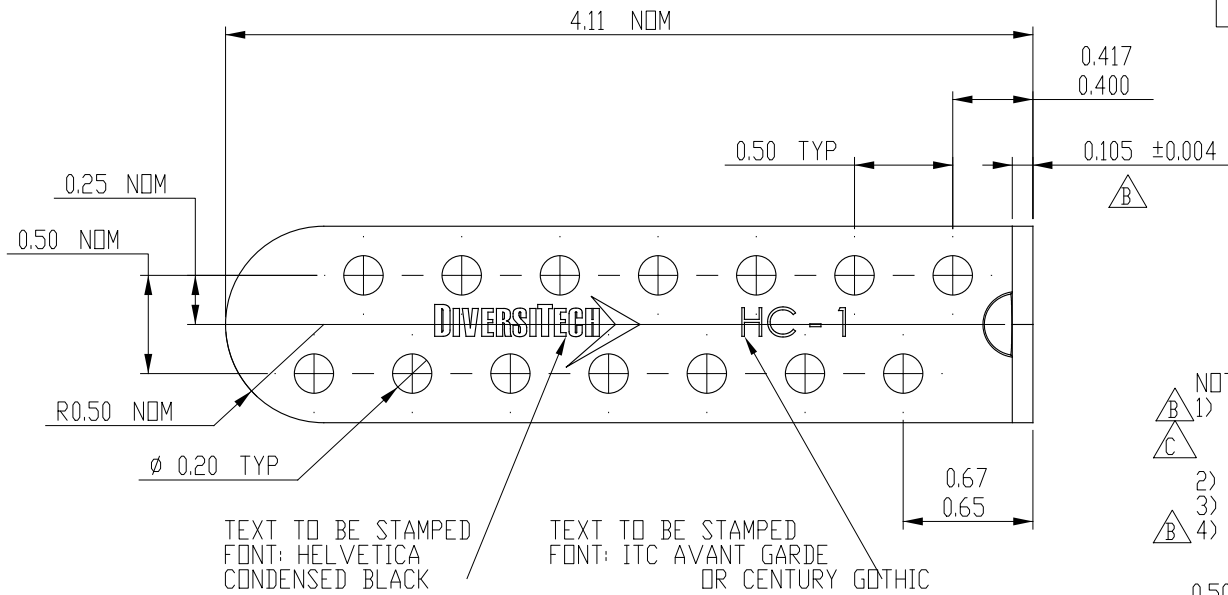 4.11 NOM
0.417
0.400
0.50 TYP
0.105 ±0.004
B
0.25 NOM
0.50 NOM
DIVERSITECH
HC-1
R0.50 NOM
Ø 0.20 TYP
B 1)
C
0.67
0.65
2)
3)
B 4)
TEXT TO BE STAMPED
FONT: HELVETICA
CONDENSED BLACK
TEXT TO BE STAMPED
FONT: ITC AVANT GARDE
OR CENTURY GOTHIC